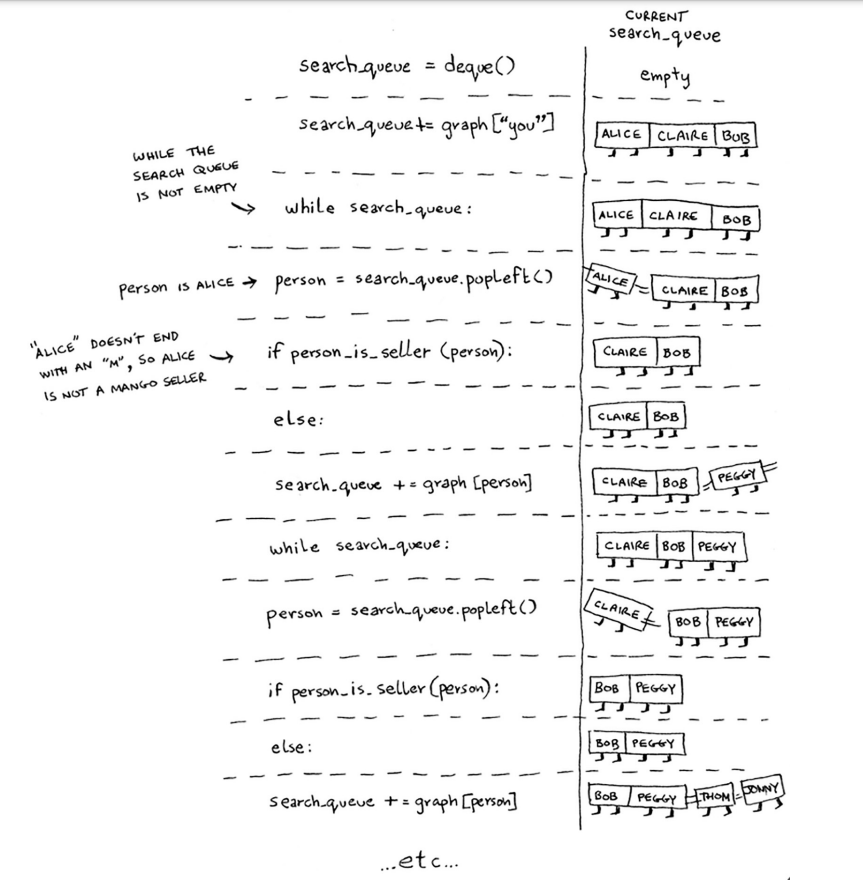 CURRENT
search_queue
search_queue = deque()
empty
search_queue += graph["you"]
ALICE CLAIRE BOB
WHILE THE
SEARCH QUEUE
IS NOT EMPTY
while search_queue:
ALICE CLAIRE BOB
PERSON IS ALICE
person = search_queue.popleft()
ALICE CLAIRE BOB
"ALICE" DOESN'T END
WITH AN "M", SO ALICE
IS NOT A MANGO SELLER
if person_is_seller (person):
CLAIRE BOB
else:
CLAIRE BOB
search_queue += graph[person]
CLAIRE BOB PEGGY
while search_queue:
CLAIRE BOB PEGGY
person = search_queue.popleft()
CLAIRE BOB PEGGY
if person_is_seller(person):
BOB PEGGY
else:
BOB PEGGY
search_queue += graph[person]
BOB PEGGY THOM JONNY
...etc...